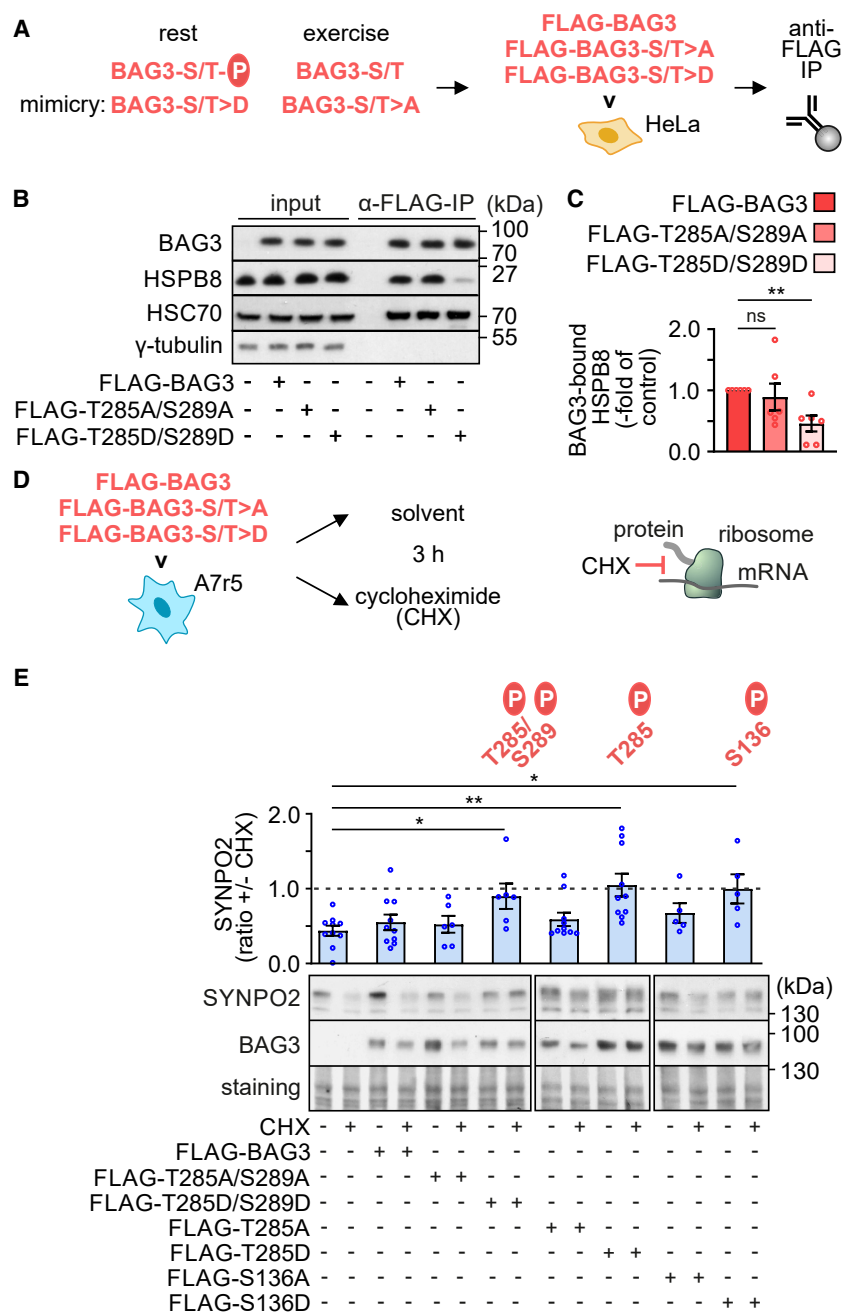 A
rest exercise
BAG3-S/T-P BAG3-S/T
mimicry: BAG3-S/T>D BAG3-S/T>A
FLAG-BAG3
FLAG-BAG3-S/T>A
FLAG-BAG3-S/T>D
v
HeLa
anti-
FLAG
IP
B
input α-FLAG-IP (kDa)
BAG3 100
70
HSPB8 27
HSC70 70
γ-tubulin 55
FLAG-BAG3 - + - - - + - -
FLAG-T285A/S289A - - + - - - + -
FLAG-T285D/S289D - - - + - - - +
C
FLAG-BAG3
FLAG-T285A/S289A
FLAG-T285D/S289D
**
ns
BAG3-bound
HSPB8
(-fold of
control)
2.0
1.0
0.0
D
FLAG-BAG3
FLAG-BAG3-S/T>A
FLAG-BAG3-S/T>D
v
A7r5
solvent
3 h
cycloheximide
(CHX)
protein ribosome
CHX mRNA
E
P P P P
T285/
S289
T285
S136
*
**
*
SYNPO2
(ratio +/- CHX)
2.0
1.0
0.0
SYNPO2 (kDa)
130
BAG3 100
staining 130
CHX - + - + - + - + - + - + - + - +
FLAG-BAG3 - - + + - - - - - - - - - - - -
FLAG-T285A/S289A - - - - + + - - - - - - - - - -
FLAG-T285D/S289D - - - - - - + + - - - - - - - -
FLAG-T285A - - - - - - - - + + - - - - - -
FLAG-T285D - - - - - - - - - - + + - - - -
FLAG-S136A - - - - - - - - - - - - + + - -
FLAG-S136D - - - - - - - - - - - - - - + +